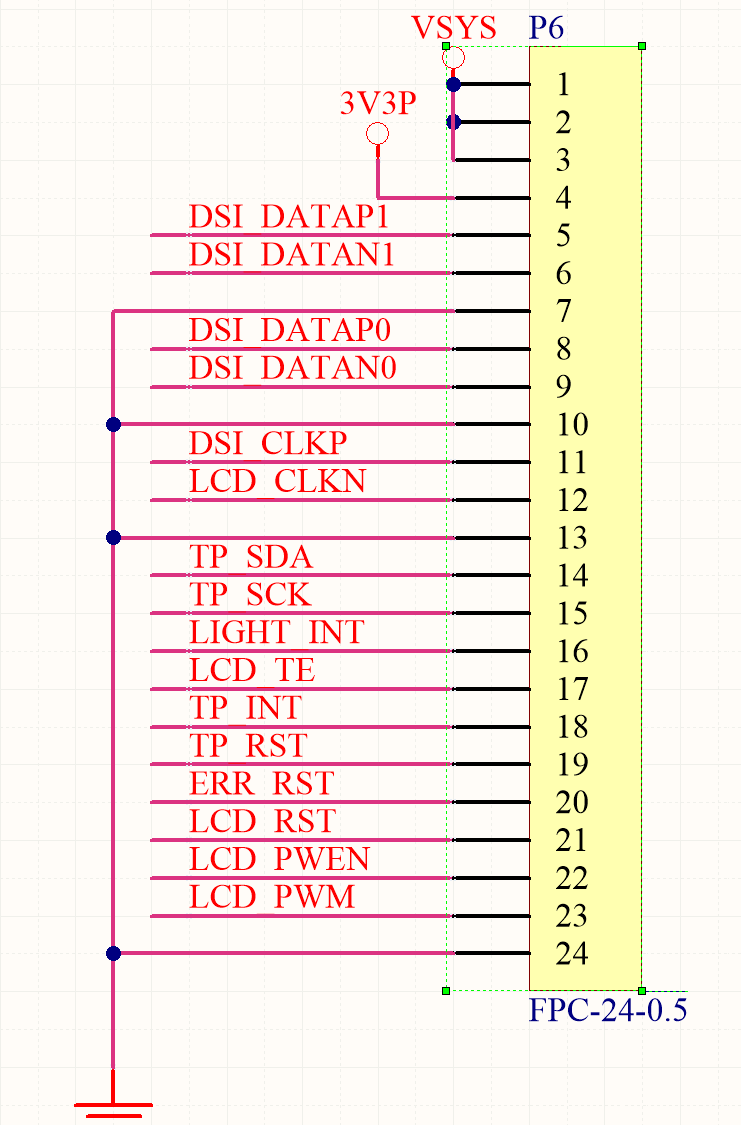 VSYS P6
1
3V3P
2
3
4
DSI_DATAP1
5
DSI_DATAN1
6
7
DSI_DATAP0
8
DSI_DATAN0
9
10
DSI_CLKP
11
LCD_CLKN
12
13
TP_SDA
14
TP_SCK
15
LIGHT_INT
16
LCD_TE
17
TP_INT
18
TP_RST
19
ERR_RST
20
LCD_RST
21
LCD_PWEN
22
LCD_PWM
23
24
FPC-24-0.5